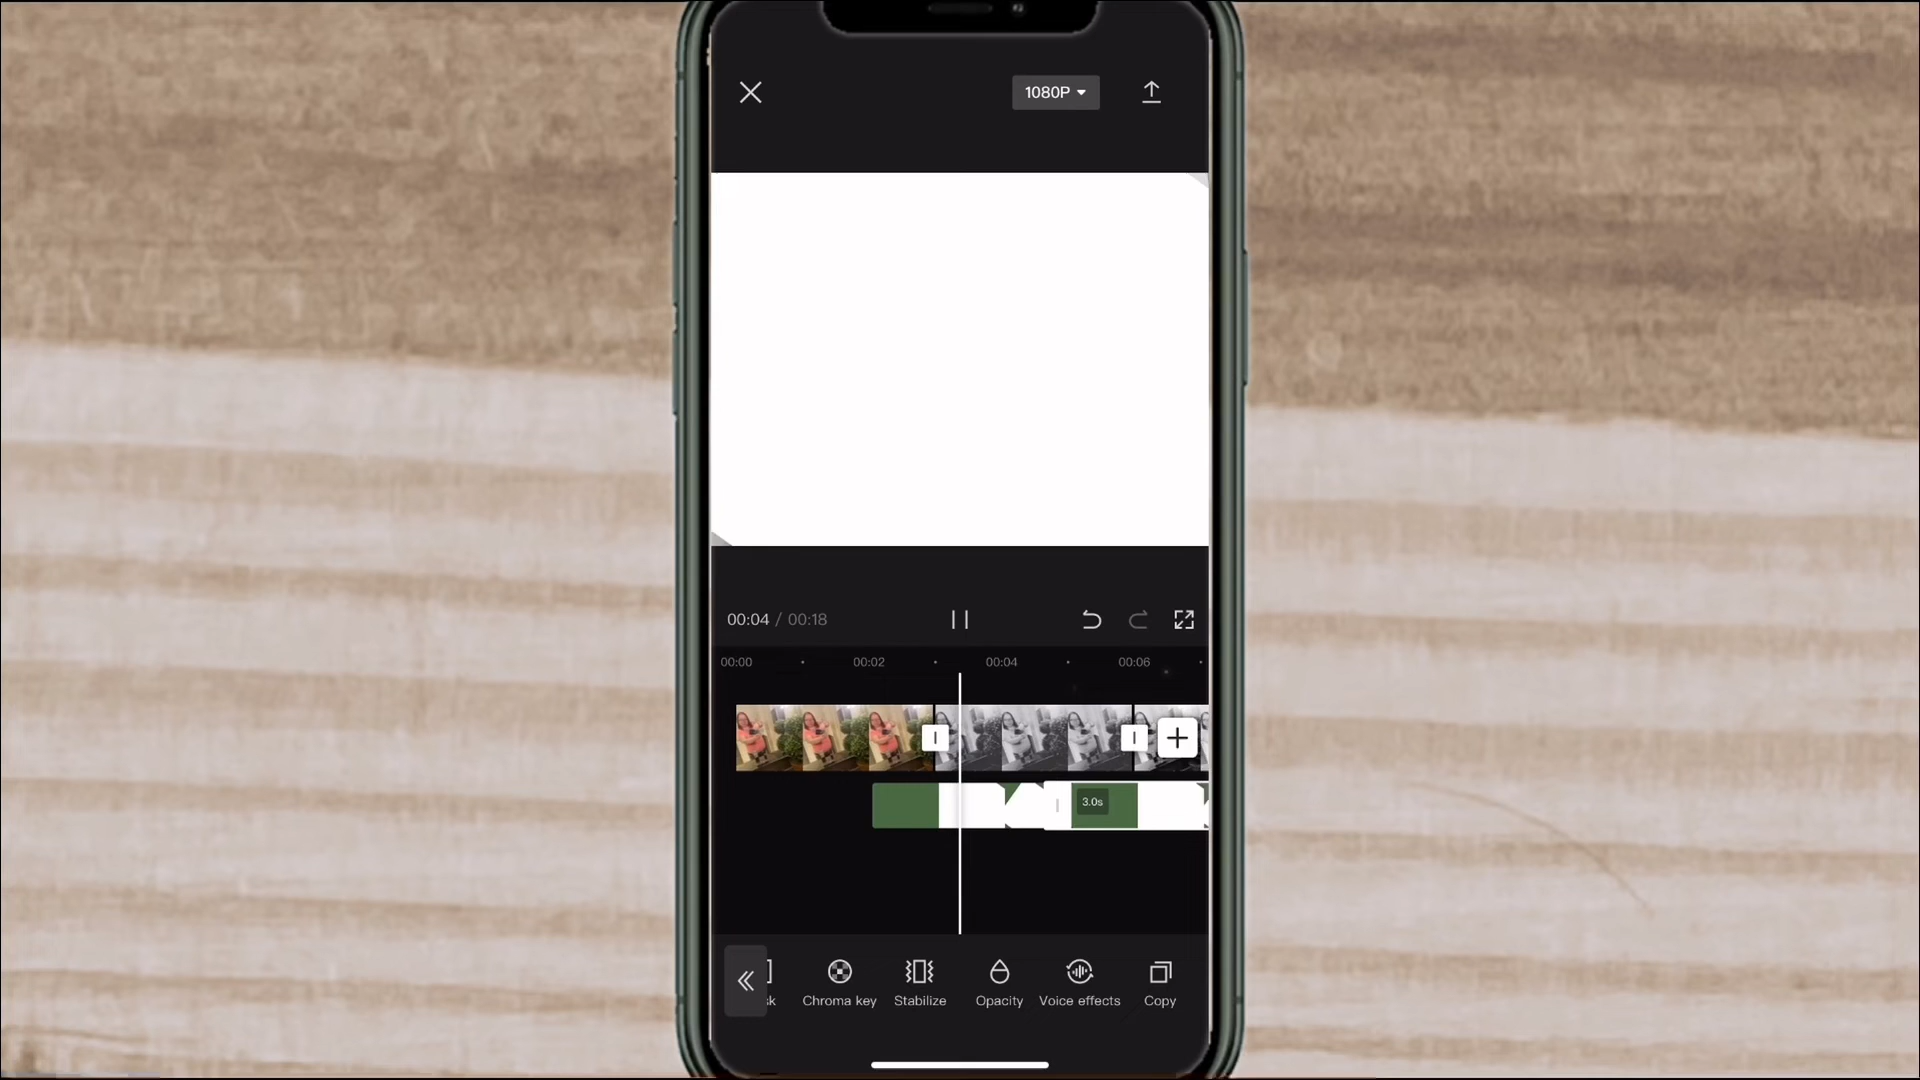 1080P
00:04 / 00:18
00:00 00:02 00:04 00:06
3.0s
sk Chroma key Stabilize Opacity Voice effects Copy